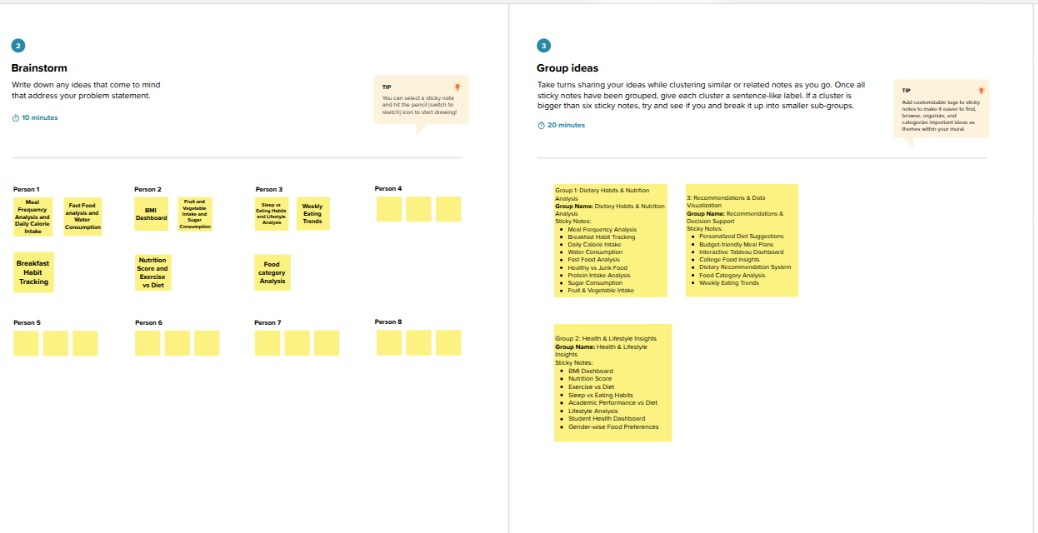 2
Brainstorm
Write down any ideas that come to mind
that address your problem statement.
10 minutes
TIP
You can select a sticky note
and hit the pencil [switch to
sketch] icon to start drawing!
Person 1
Meal
Frequency
Analysis and
Daily Calorie
Intake
Fast Food
analysis and
Water
Consumption
Breakfast
Habit
Tracking
Person 2
BMI
Dashboard
Fruit and
Vegetable
Intake and
Sugar
Consumption
Nutrition
Score and
Exercise
vs Diet
Person 3
Sleep vs
Eating Habits
and Lifestyle
Analysis
Weekly
Eating
Trends
Food
category
Analysis
Person 4
Person 5
Person 6
Person 7
Person 8
3
Group ideas
Take turns sharing your ideas while clustering similar or related notes as you go. Once all
sticky notes have been grouped, give each cluster a sentence-like label. If a cluster is
bigger than six sticky notes, try and see if you and break it up into smaller sub-groups.
20 minutes
TIP
Add customizable tags to sticky
notes to make it easier to find,
browse, organize, and
categorize important ideas as
themes within your mural.
Group 1: Dietary Habits & Nutrition
Analysis
Group Name: Dietary Habits & Nutrition
Analysis
Sticky Notes:
• Meal Frequency Analysis
• Breakfast Habit Tracking
• Daily Calorie Intake
• Water Consumption
• Fast Food Analysis
• Healthy vs Junk Food
• Protein Intake Analysis
• Sugar Consumption
• Fruit & Vegetable Intake
3: Recommendations & Data
Visualization
Group Name: Recommendations &
Decision Support
Sticky Notes:
• Personalized Diet Suggestions
• Budget-friendly Meal Plans
• Interactive Tableau Dashboard
• College Food Insights
• Dietary Recommendation System
• Food Category Analysis
• Weekly Eating Trends
Group 2: Health & Lifestyle Insights
Group Name: Health & Lifestyle
Insights
Sticky Notes:
• BMI Dashboard
• Nutrition Score
• Exercise vs Diet
• Sleep vs Eating Habits
• Academic Performance vs Diet
• Lifestyle Analysis
• Student Health Dashboard
• Gender-wise Food Preferences